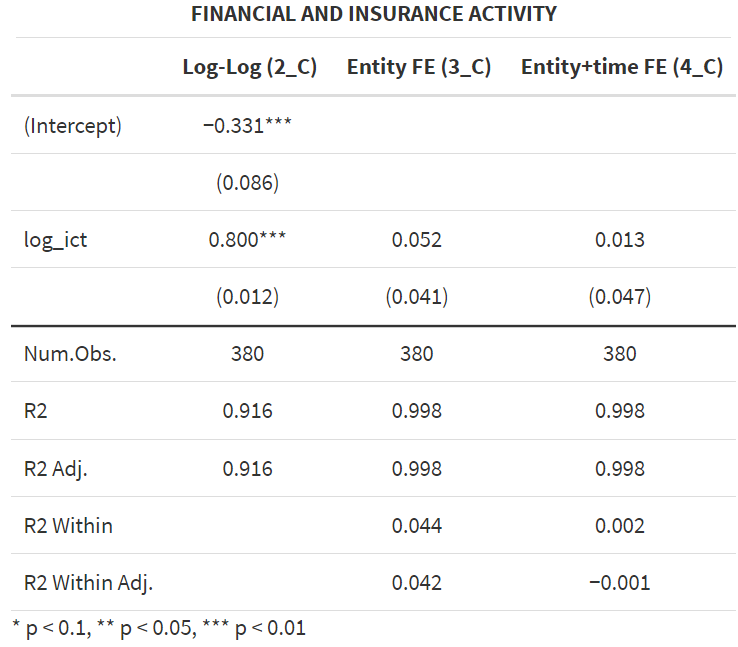 FINANCIAL AND INSURANCE ACTIVITY
Log-Log (2_C) Entity FE (3_C) Entity+time FE (4_C)
(Intercept) −0.331***
(0.086)
log_ict 0.800*** 0.052 0.013
(0.012) (0.041) (0.047)
Num.Obs. 380 380 380
R2 0.916 0.998 0.998
R2 Adj. 0.916 0.998 0.998
R2 Within 0.044 0.002
R2 Within Adj. 0.042 −0.001
* p < 0.1, ** p < 0.05, *** p < 0.01